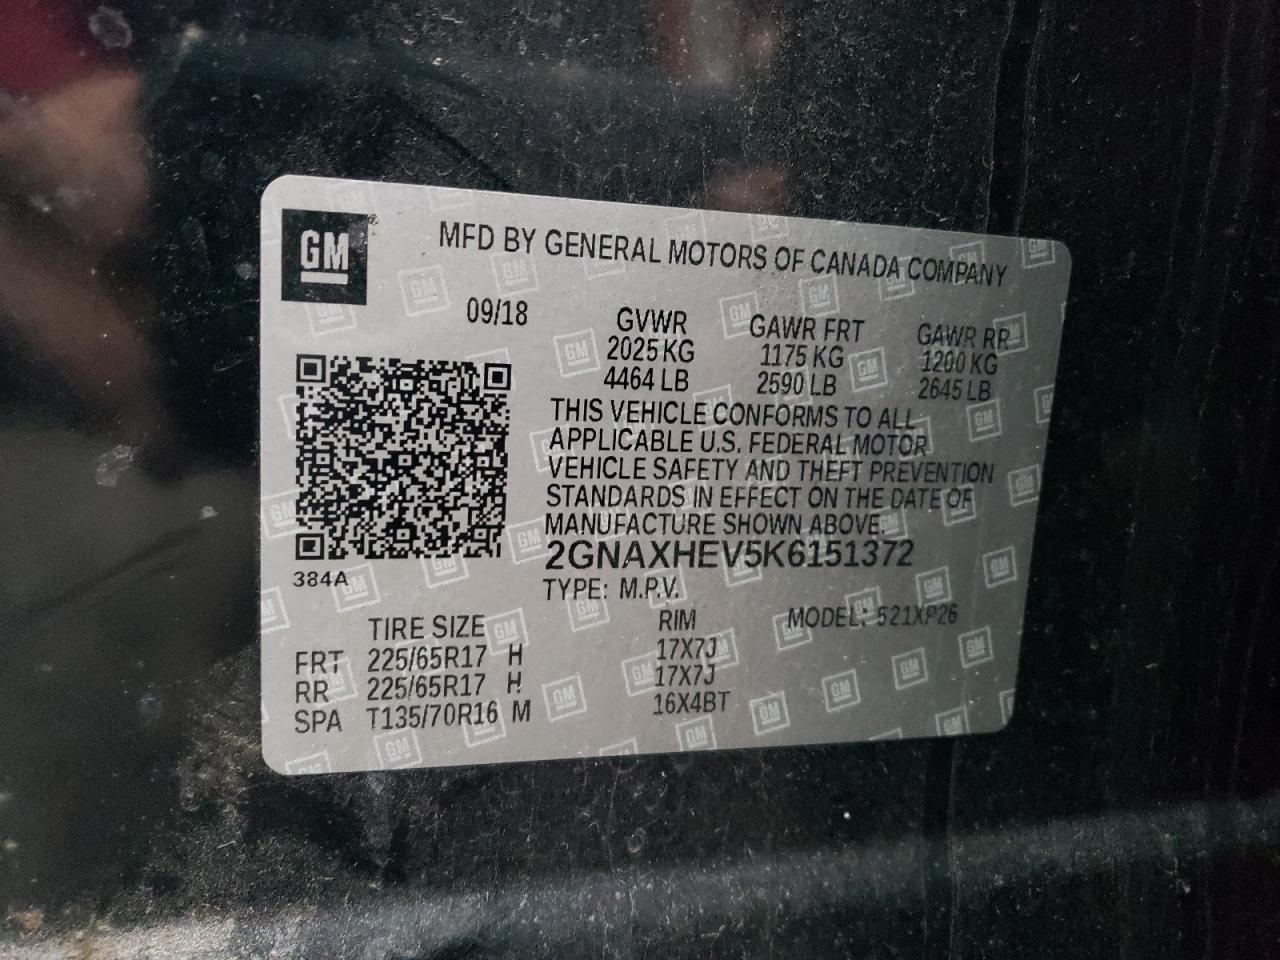 GM
MFD BY GENERAL MOTORS OF CANADA COMPANY
09/18 GVWR GAWR FRT GAWR RR
2025 KG 1175 KG 1200 KG
4464 LB 2590 LB 2645 LB
THIS VEHICLE CONFORMS TO ALL
APPLICABLE U.S. FEDERAL MOTOR
VEHICLE SAFETY AND THEFT PREVENTION
STANDARDS IN EFFECT ON THE DATE OF
MANUFACTURE SHOWN ABOVE.
2GNAXHEV5K6151372
384A
TYPE: M.P.V.
MODEL: 521XP26
TIRE SIZE RIM
FRT 225/65R17 H 17X7J
RR 225/65R17 H 17X7J
SPA T135/70R16 M 16X4BT